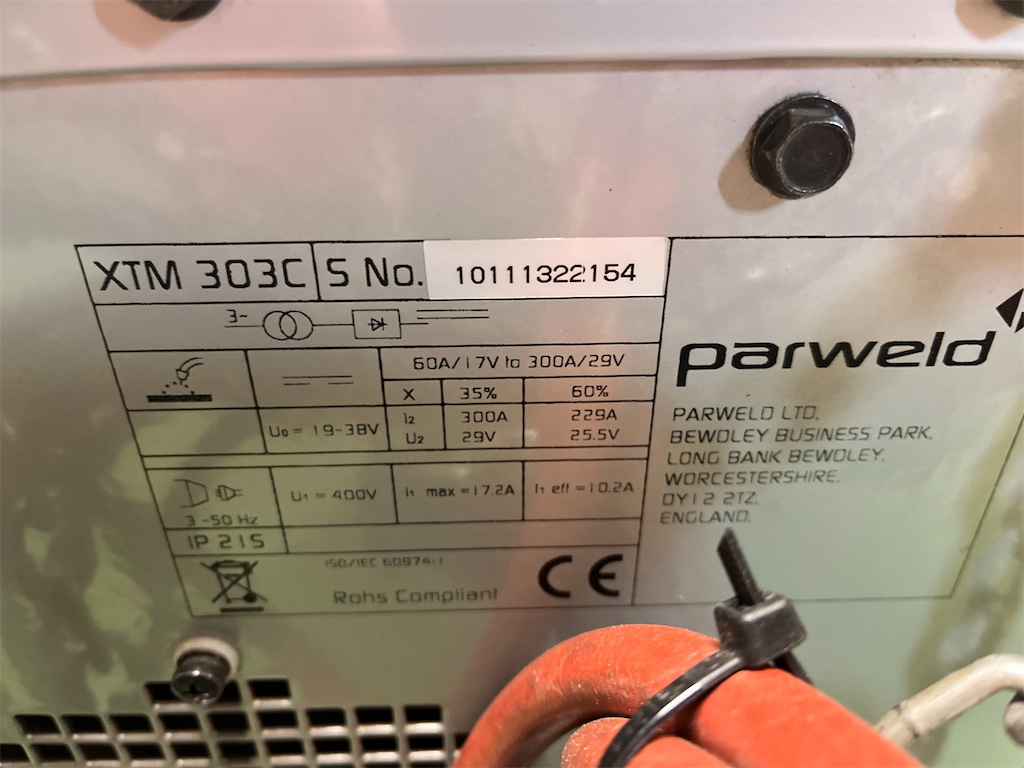 XTM 303C S No. 10111322154
3~
60A/17V to 300A/29V
X 35% 60%
I2 300A 229A
U0 = 19-38V
U2 29V 25.5V
U1 = 400V I1 max = 17.2A I1 eff = 10.2A
3 ~50 Hz
IP 21S
ISO/IEC 60974-1
Rohs Compliant
CE
parweld
PARWELD LTD.
BEWDLEY BUSINESS PARK,
LONG BANK BEWDLEY.
WORCESTERSHIRE.
DY12 2TZ.
ENGLAND.